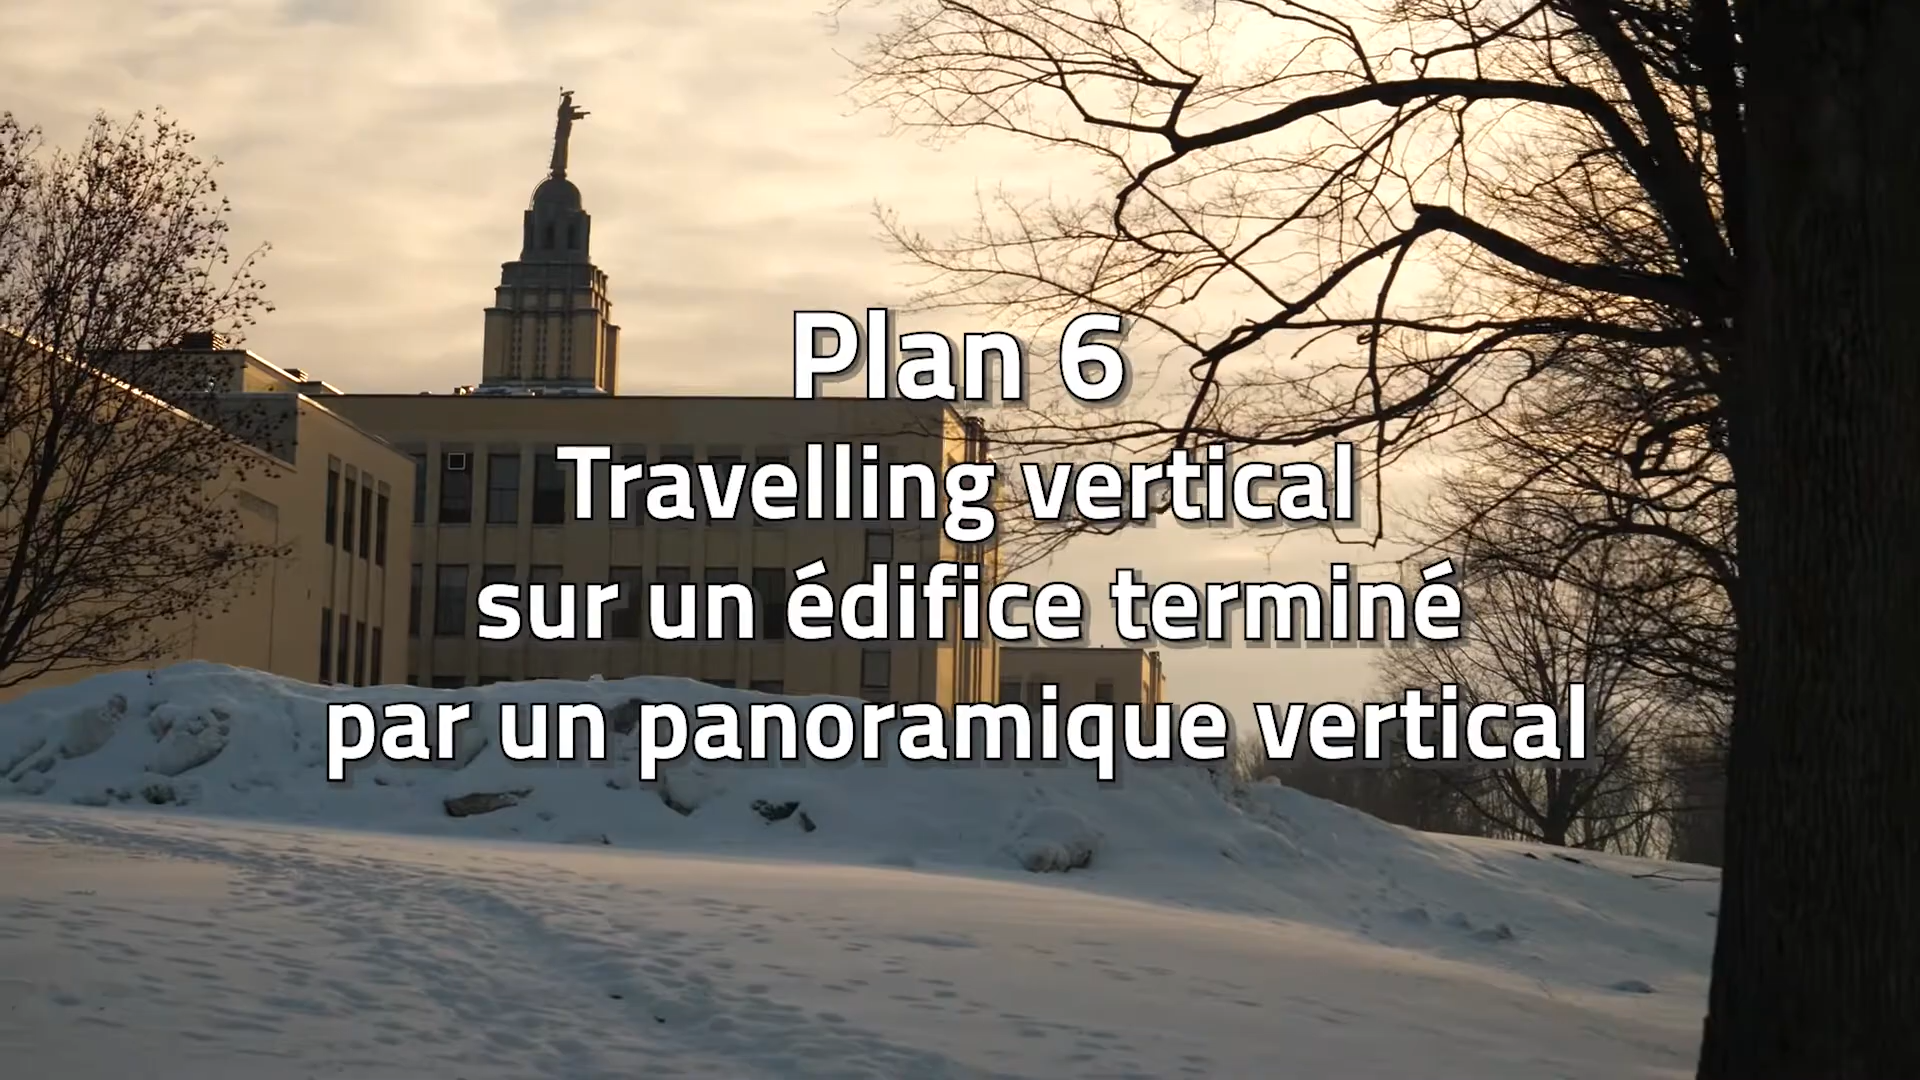 Plan 6
Travelling vertical
sur un édifice terminé
par un panoramique vertical